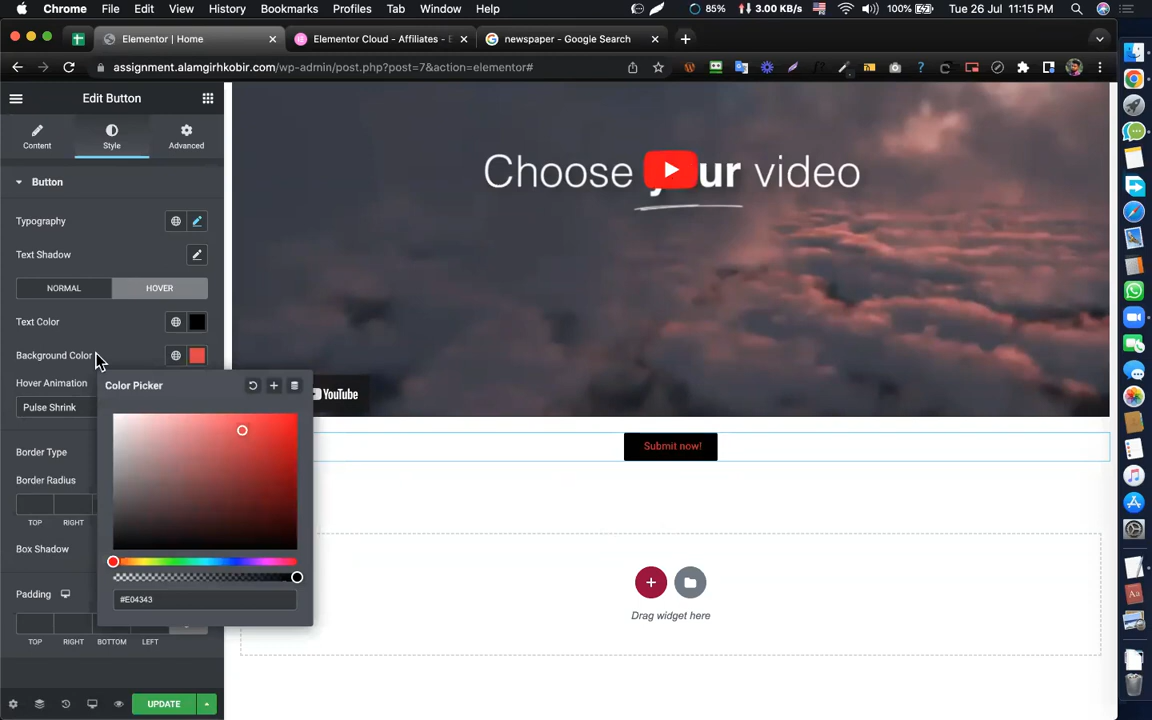 Chrome File Edit View History Bookmarks Profiles Tab Window Help 85% 3.00 KB/s 100% Tue 26 Jul 11:15 PM
Elementor | Home
Elementor Cloud - Affiliates -
newspaper - Google Search
assignment.alamgirhkobir.com/wp-admin/post.php?post=7&action=elementor#
Edit Button
Content Style Advanced
Button
Typography
Text Shadow
NORMAL HOVER
Text Color
Background Color
Hover Animation
Pulse Shrink
Border Type
Border Radius
TOP RIGHT
Box Shadow
Padding
TOP RIGHT BOTTOM LEFT
UPDATE
Color Picker
#E04343
Choose your video
YouTube
Submit now!
Drag widget here